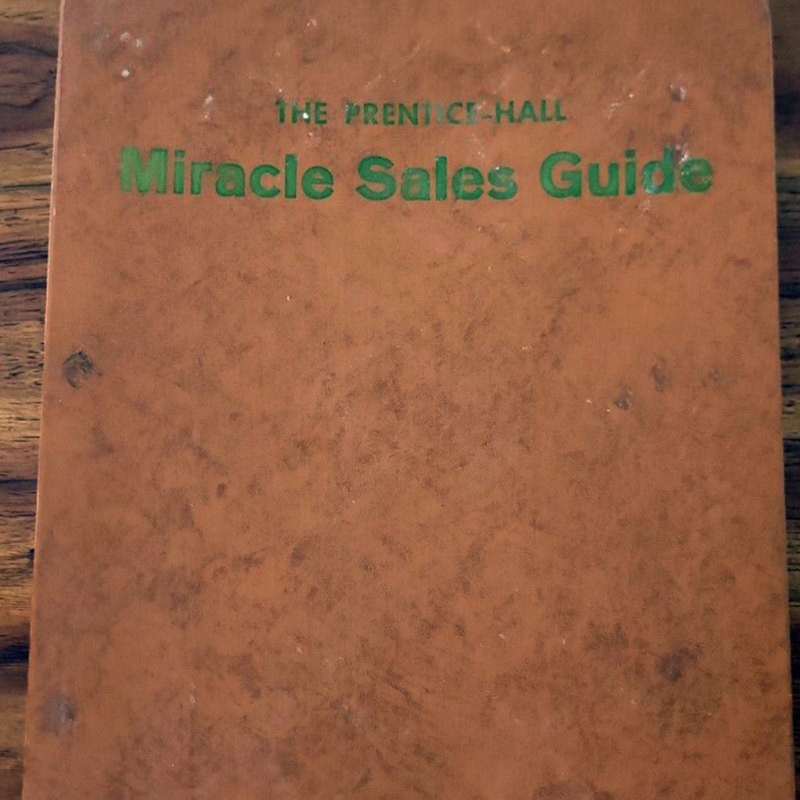 THE PRENTICE-HALL
Miracle Sales Guide